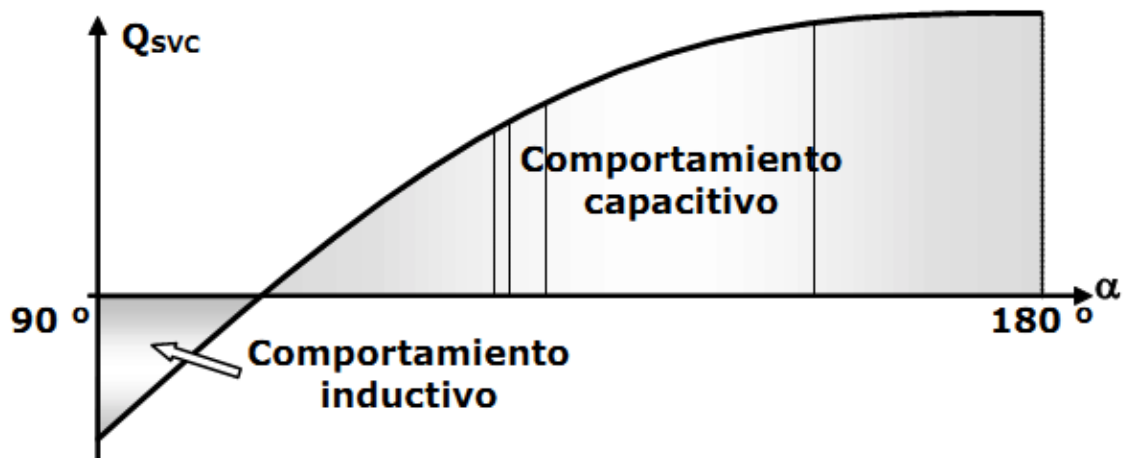 QSVC
Comportamiento
capacitivo
α
90 º
180 º
Comportamiento
inductivo